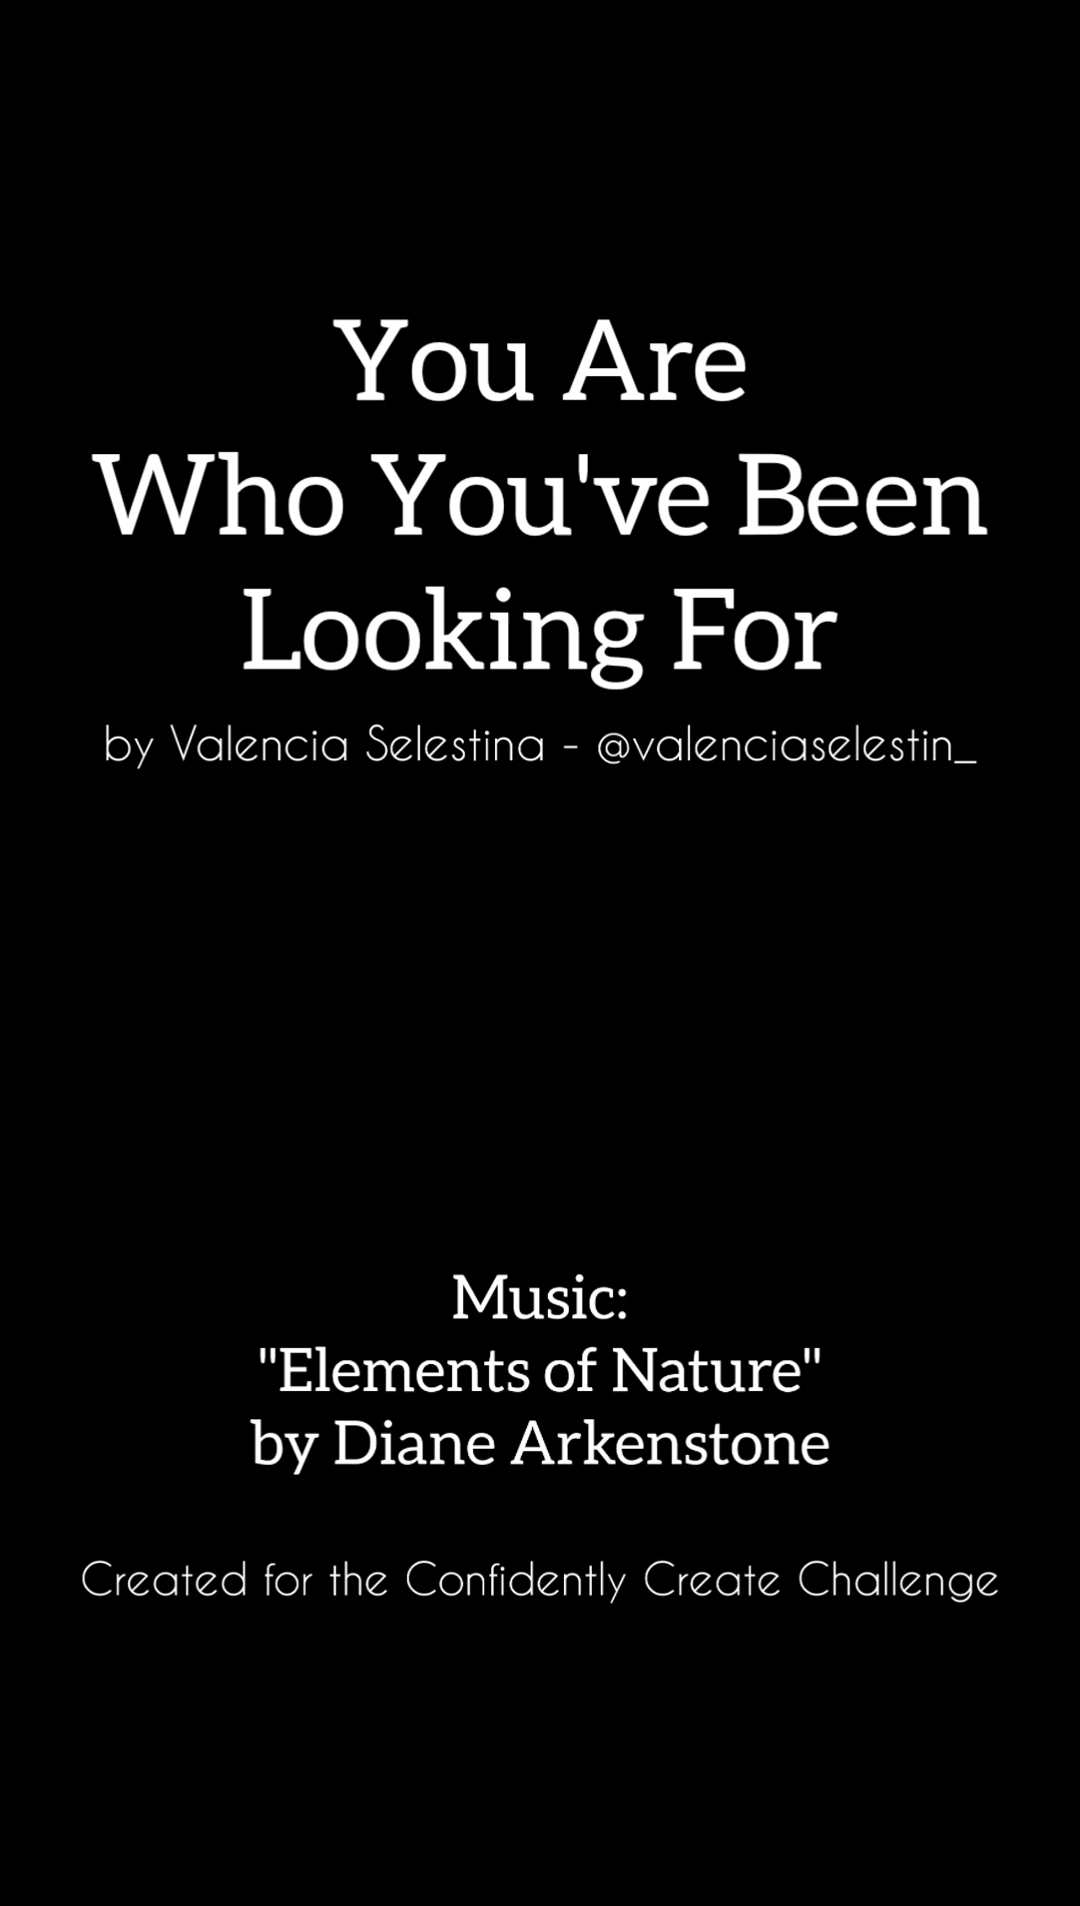 You Are
Who You've Been
Looking For
by Valencia Selestina - @valenciaselestin_
Music:
"Elements of Nature"
by Diane Arkenstone
Created for the Confidently Create Challenge